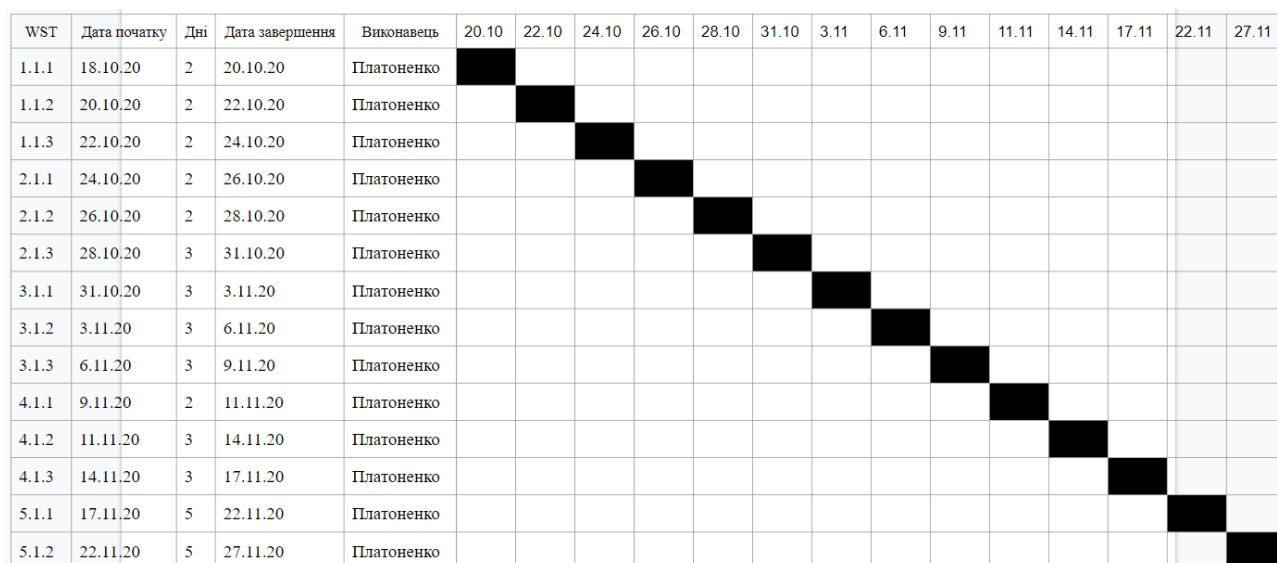 WST Дата початку Дні Дата завершення Виконавець 20.10 22.10 24.10 26.10 28.10 31.10 3.11 6.11 9.11 11.11 14.11 17.11 22.11 27.11
1.1.1 18.10.20 2 20.10.20 Платоненко
1.1.2 20.10.20 2 22.10.20 Платоненко
1.1.3 22.10.20 2 24.10.20 Платоненко
2.1.1 24.10.20 2 26.10.20 Платоненко
2.1.2 26.10.20 2 28.10.20 Платоненко
2.1.3 28.10.20 3 31.10.20 Платоненко
3.1.1 31.10.20 3 3.11.20 Платоненко
3.1.2 3.11.20 3 6.11.20 Платоненко
3.1.3 6.11.20 3 9.11.20 Платоненко
4.1.1 9.11.20 2 11.11.20 Платоненко
4.1.2 11.11.20 3 14.11.20 Платоненко
4.1.3 14.11.20 3 17.11.20 Платоненко
5.1.1 17.11.20 5 22.11.20 Платоненко
5.1.2 22.11.20 5 27.11.20 Платоненко